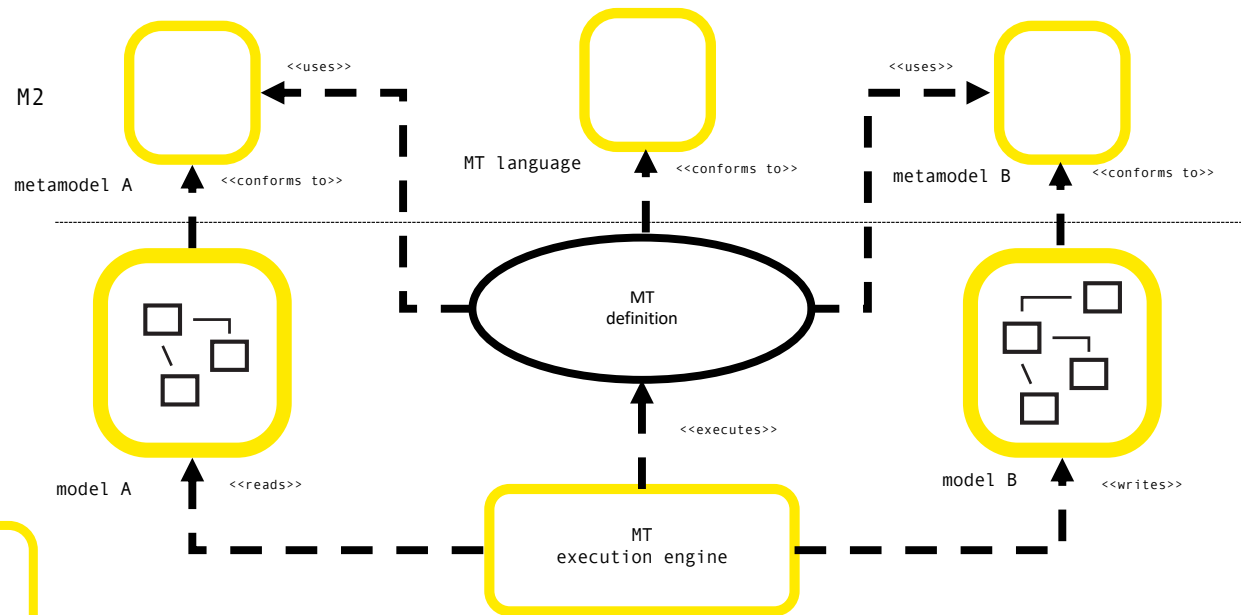 <<uses>>
<<uses>>
M2
MT language
<<conforms to>>
<<conforms to>>
<<conforms to>>
metamodel A
metamodel B
MT
definition
<<executes>>
model A
<<reads>>
model B
<<writes>>
MT
execution engine